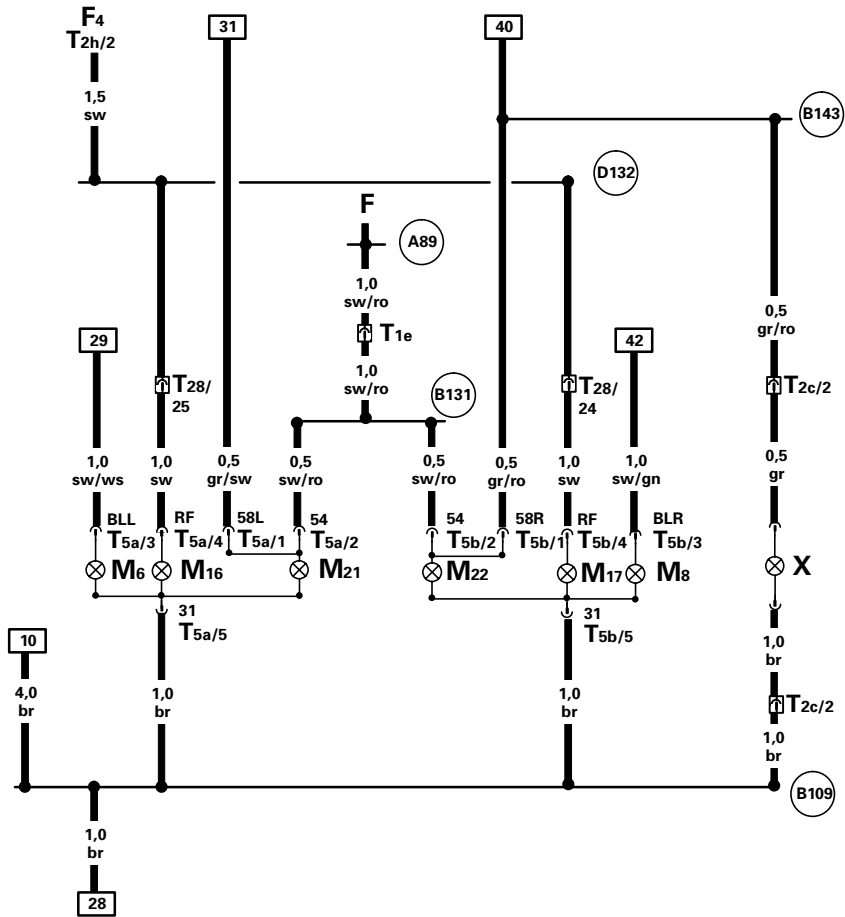 F4
T2h/2
31
40
1,5
sw
B143
D132
F
A89
1,0
sw/ro
0,5
gr/ro
T1e
29
42
1,0
sw/ro
T28/
25
T28/
24
T2c/2
B131
1,0
sw/ws
1,0
sw
0,5
gr/sw
0,5
sw/ro
0,5
sw/ro
0,5
gr/ro
1,0
sw
1,0
sw/gn
0,5
gr
BLL
T5a/3
RF
T5a/4
58L
T5a/1
54
T5a/2
54
T5b/2
58R
T5b/1
RF
T5b/4
BLR
T5b/3
M6
M16
M21
M22
M17
M8
X
31
T5a/5
31
T5b/5
10
4,0
br
1,0
br
1,0
br
1,0
br
T2c/2
1,0
br
B109
1,0
br
28